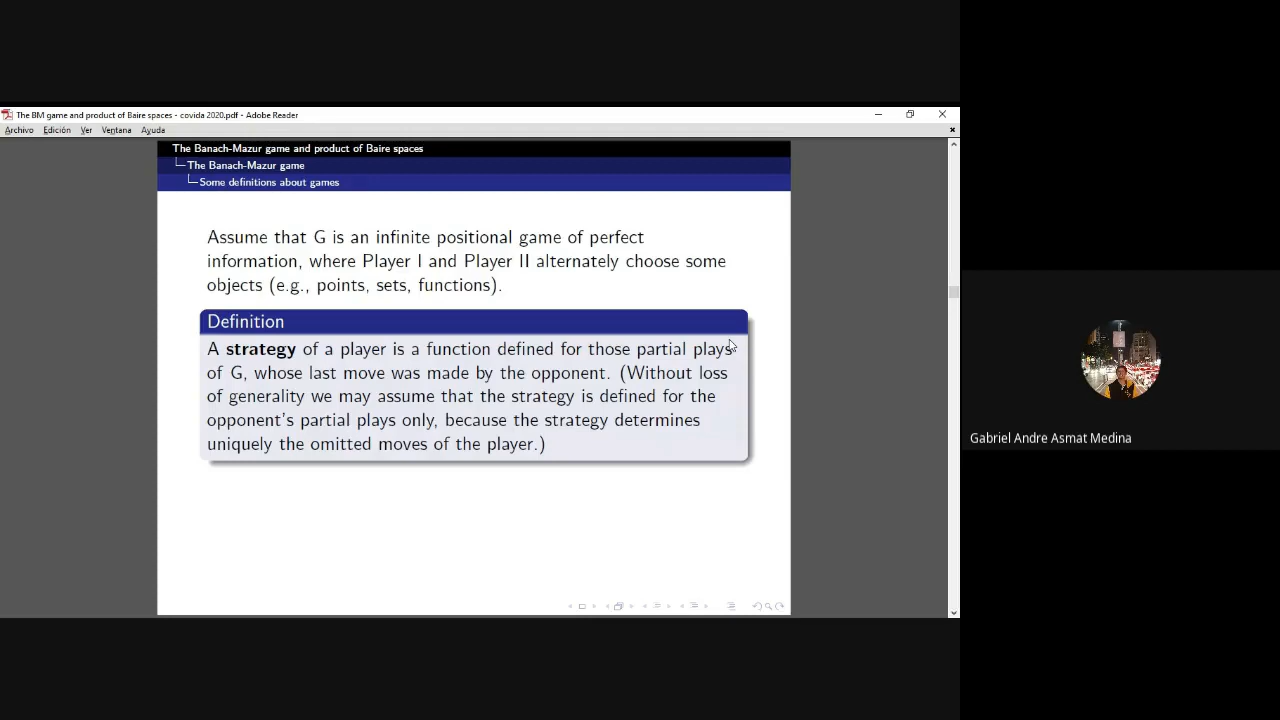 The BM game and product of Baire spaces - covida 2020.pdf - Adobe Reader
Archivo Edición Ver Ventana Ayuda
The Banach-Mazur game and product of Baire spaces
The Banach-Mazur game
Some definitions about games
Assume that G is an infinite positional game of perfect
information, where Player I and Player II alternately choose some
objects (e.g., points, sets, functions).
Definition
A strategy of a player is a function defined for those partial plays
of G, whose last move was made by the opponent. (Without loss
of generality we may assume that the strategy is defined for the
opponent's partial plays only, because the strategy determines
uniquely the omitted moves of the player.)
Gabriel Andre Asmat Medina